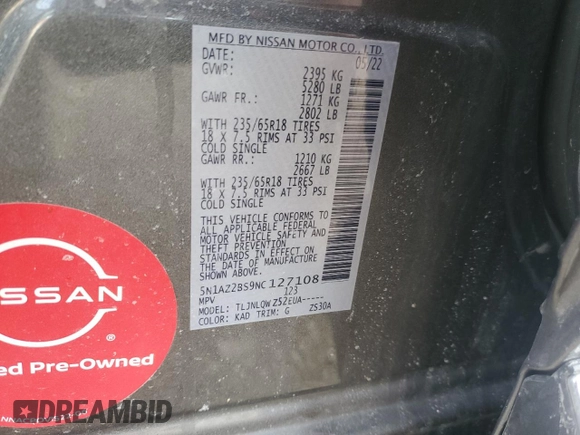 MFD BY NISSAN MOTOR CO., LTD.
DATE: 05/22
GVWR: 2395 KG
5280 LB
GAWR FR.: 1271 KG
2802 LB
WITH 235/65R18 TIRES
18 X 7.5 RIMS AT 33 PSI
COLD SINGLE
GAWR RR.: 1210 KG
2667 LB
WITH 235/65R18 TIRES
18 X 7.5 RIMS AT 33 PSI
COLD SINGLE
THIS VEHICLE CONFORMS TO
ALL APPLICABLE FEDERAL
MOTOR VEHICLE SAFETY AND
THEFT PREVENTION
STANDARDS IN EFFECT ON
THE DATE OF MANUFACTURE
SHOWN ABOVE.
5N1AZ2BS9NC127108
MPV 123
MODEL: TLJNLQWZ52EUA-----
COLOR: KAD TRIM: G ZS30A
ISSAN
ed Pre-Owned
DREAMBID